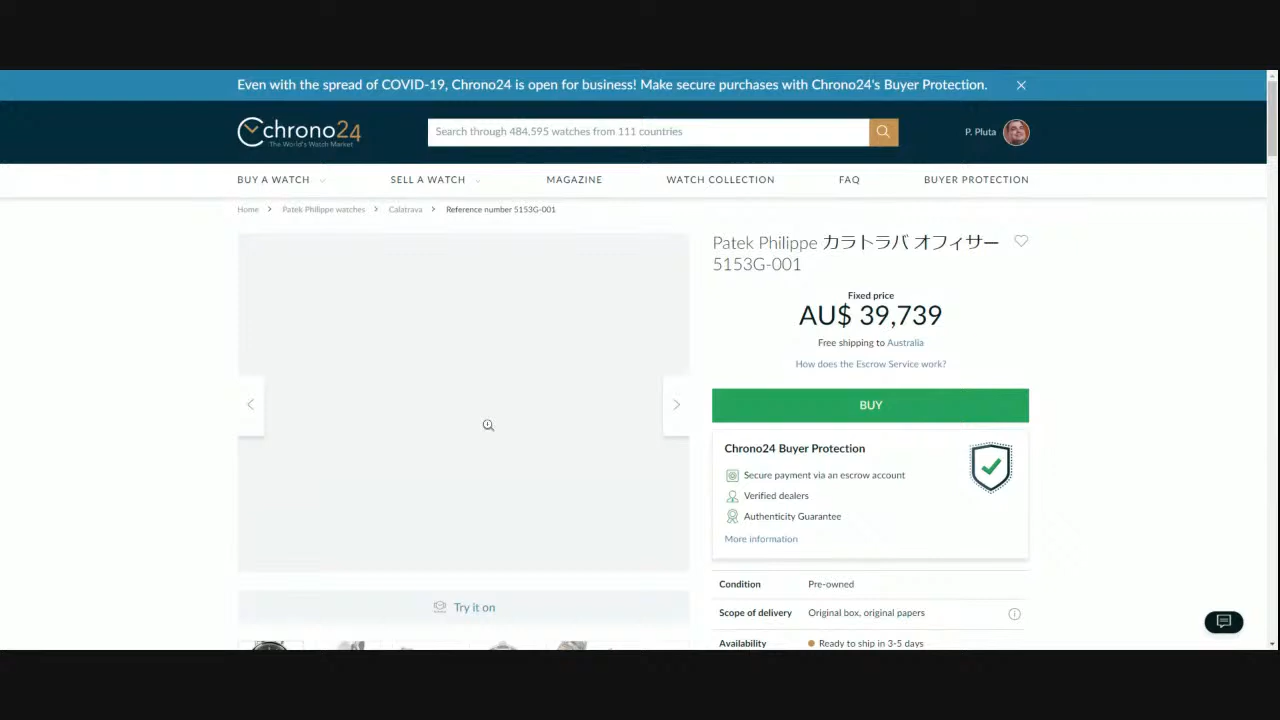 Even with the spread of COVID-19, Chrono24 is open for business! Make secure purchases with Chrono24's Buyer Protection.
chrono24
The World's Watch Market
Search through 484,595 watches from 111 countries
P. Pluta
BUY A WATCH
SELL A WATCH
MAGAZINE
WATCH COLLECTION
FAQ
BUYER PROTECTION
Home > Patek Philippe watches > Calatrava > Reference number 5153G-001
Patek Philippe カラトラバ オフィサー
5153G-001
Fixed price
AU$ 39,739
Free shipping to Australia
How does the Escrow Service work?
BUY
Chrono24 Buyer Protection
Secure payment via an escrow account
Verified dealers
Authenticity Guarantee
More information
Try it on
Condition Pre-owned
Scope of delivery Original box, original papers
Availability Ready to ship in 3-5 days